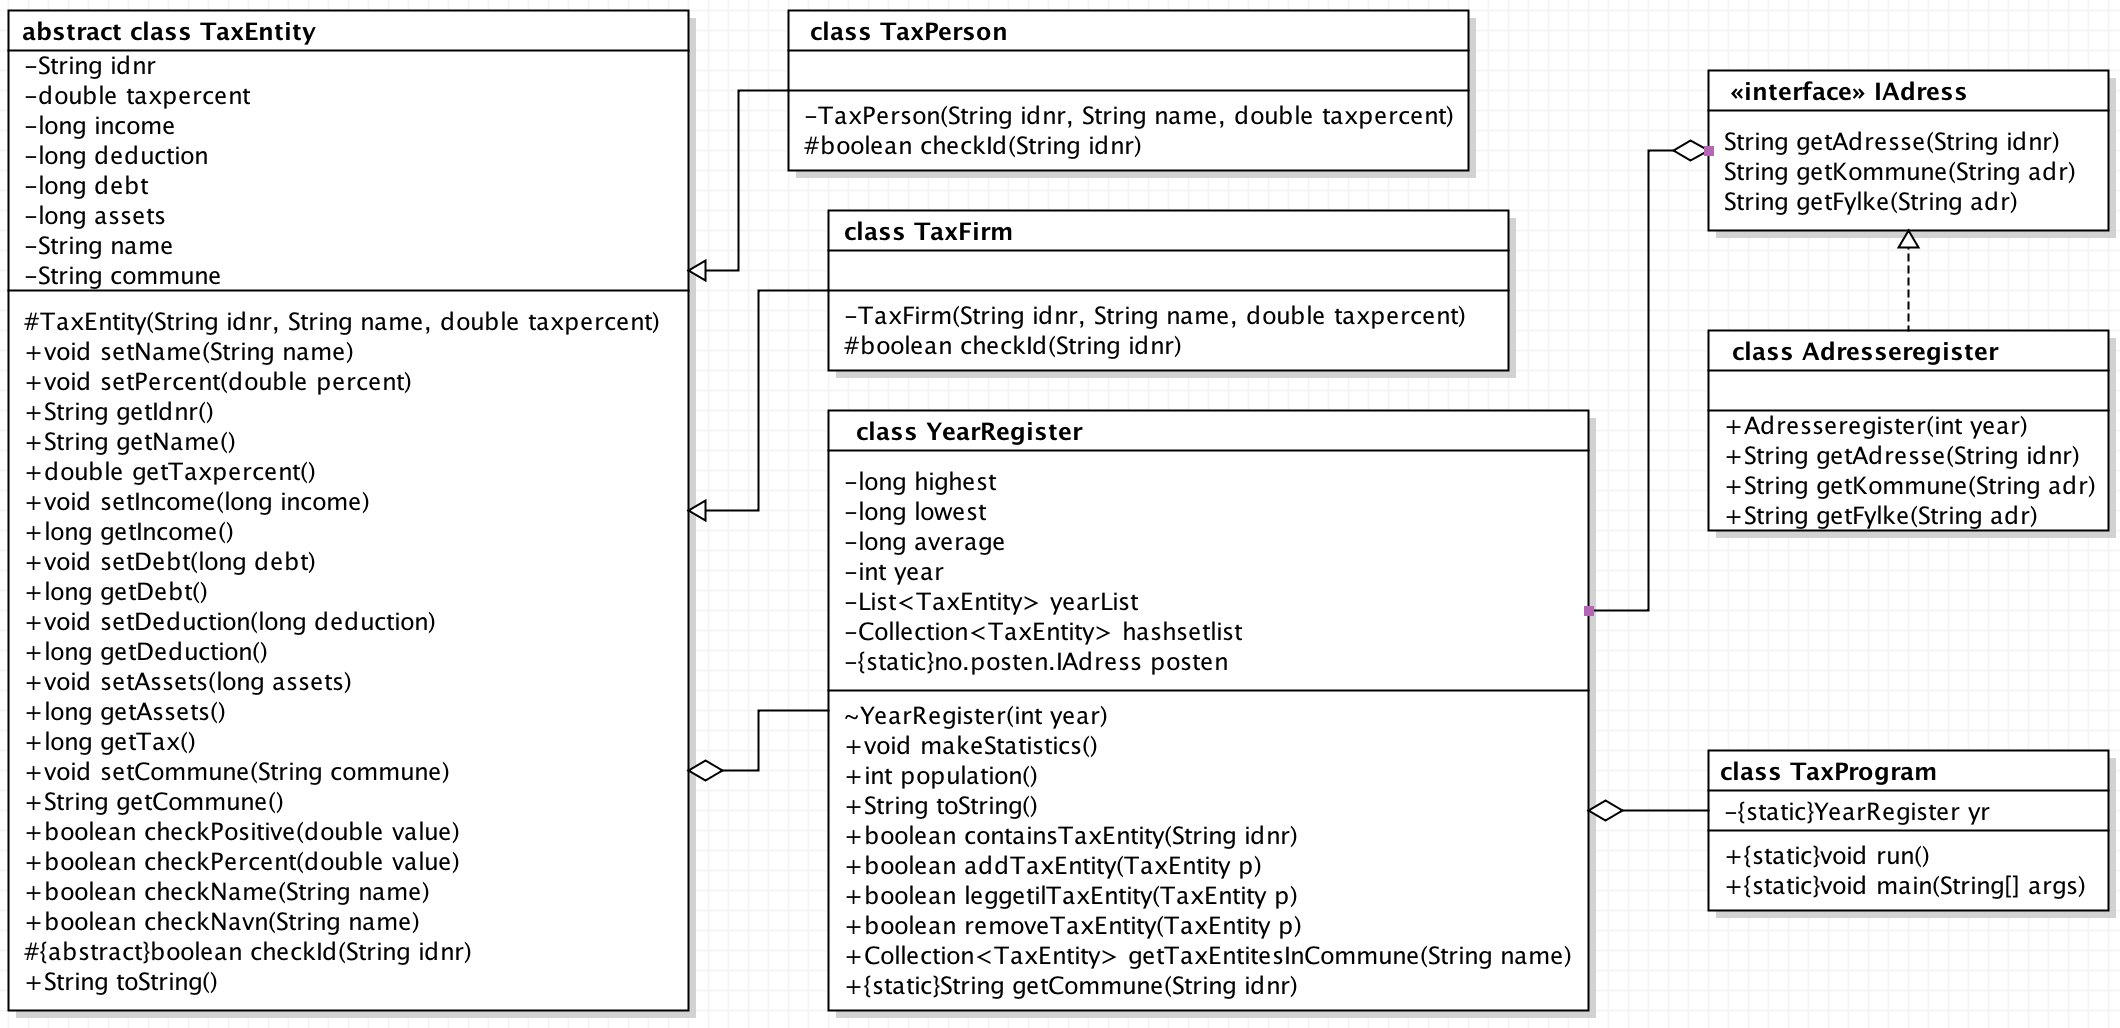 abstract class TaxEntity
-String idnr
-double taxpercent
-long income
-long deduction
-long debt
-long assets
-String name
-String commune
#TaxEntity(String idnr, String name, double taxpercent)
+void setName(String name)
+void setPercent(double percent)
+String getIdnr()
+String getName()
+double getTaxpercent()
+void setIncome(long income)
+long getIncome()
+void setDebt(long debt)
+long getDebt()
+void setDeduction(long deduction)
+long getDeduction()
+void setAssets(long assets)
+long getAssets()
+long getTax()
+void setCommune(String commune)
+String getCommune()
+boolean checkPositive(double value)
+boolean checkPercent(double value)
+boolean checkName(String name)
+boolean checkNavn(String name)
#{abstract}boolean checkId(String idnr)
+String toString()
class TaxPerson
-TaxPerson(String idnr, String name, double taxpercent)
#boolean checkId(String idnr)
class TaxFirm
-TaxFirm(String idnr, String name, double taxpercent)
#boolean checkId(String idnr)
class YearRegister
-long highest
-long lowest
-long average
-int year
-List<TaxEntity> yearList
-Collection<TaxEntity> hashsetlist
-{static}no.posten.IAdress posten
~YearRegister(int year)
+void makeStatistics()
+int population()
+String toString()
+boolean containsTaxEntity(String idnr)
+boolean addTaxEntity(TaxEntity p)
+boolean leggetilTaxEntity(TaxEntity p)
+boolean removeTaxEntity(TaxEntity p)
+Collection<TaxEntity> getTaxEntitesInCommune(String name)
+{static}String getCommune(String idnr)
«interface» IAdress
String getAdresse(String idnr)
String getKommune(String adr)
String getFylke(String adr)
class Adresseregister
+Adresseregister(int year)
+String getAdresse(String idnr)
+String getKommune(String adr)
+String getFylke(String adr)
class TaxProgram
-{static}YearRegister yr
+{static}void run()
+{static}void main(String[] args)